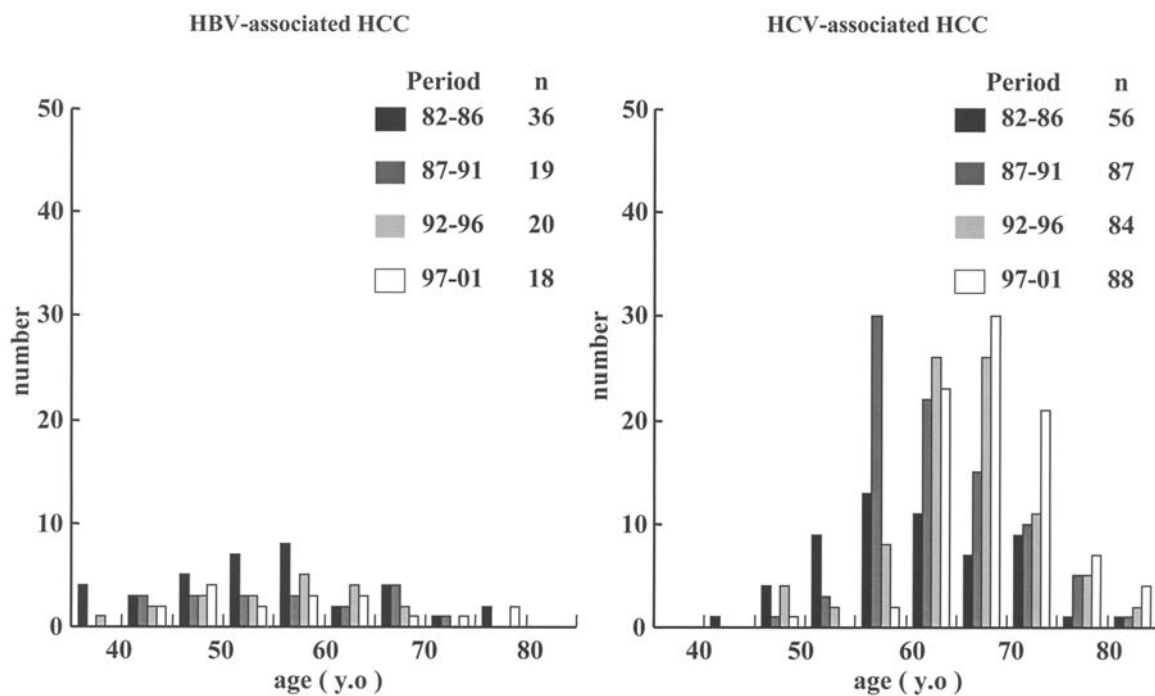 HBV-associated HCC
Period n
82-86 36
87-91 19
92-96 20
97-01 18
50
40
30
20
10
0
number
40 50 60 70 80
age ( y.o )
HCV-associated HCC
Period n
82-86 56
87-91 87
92-96 84
97-01 88
50
40
30
20
10
0
number
40 50 60 70 80
age ( y.o )